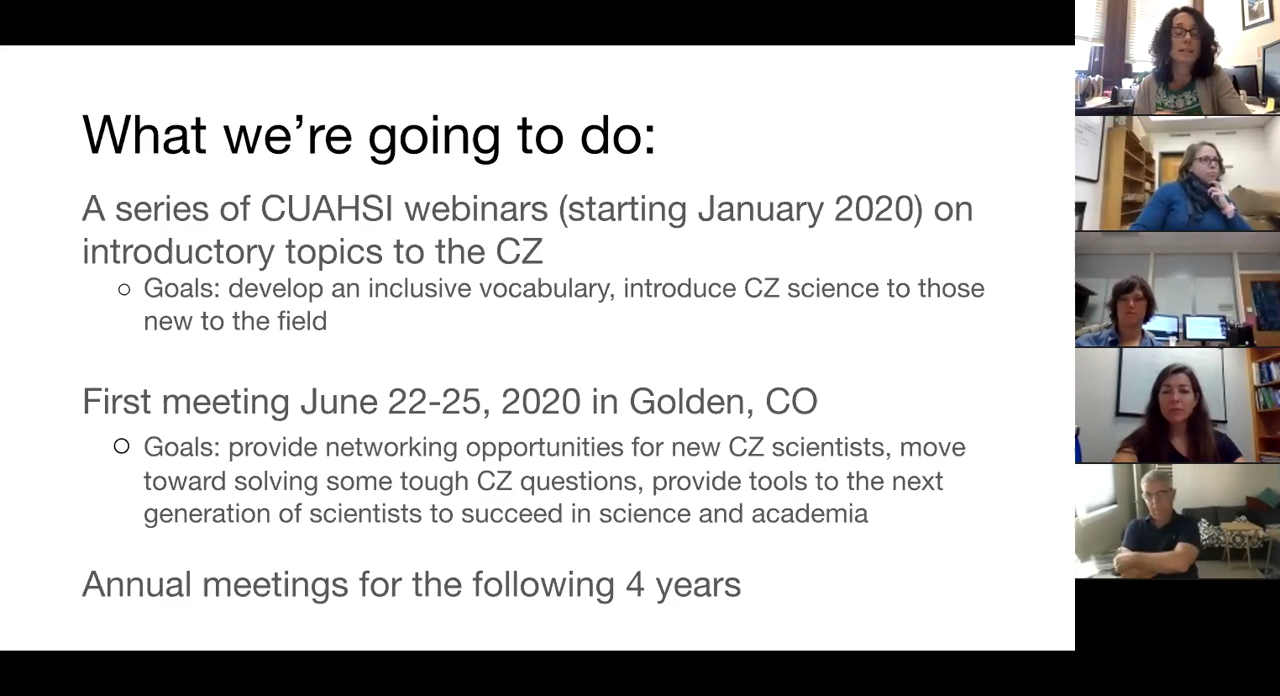 What we’re going to do:
A series of CUAHSI webinars (starting January 2020) on
introductory topics to the CZ
○ Goals: develop an inclusive vocabulary, introduce CZ science to those
new to the field
First meeting June 22-25, 2020 in Golden, CO
○ Goals: provide networking opportunities for new CZ scientists, move
toward solving some tough CZ questions, provide tools to the next
generation of scientists to succeed in science and academia
Annual meetings for the following 4 years